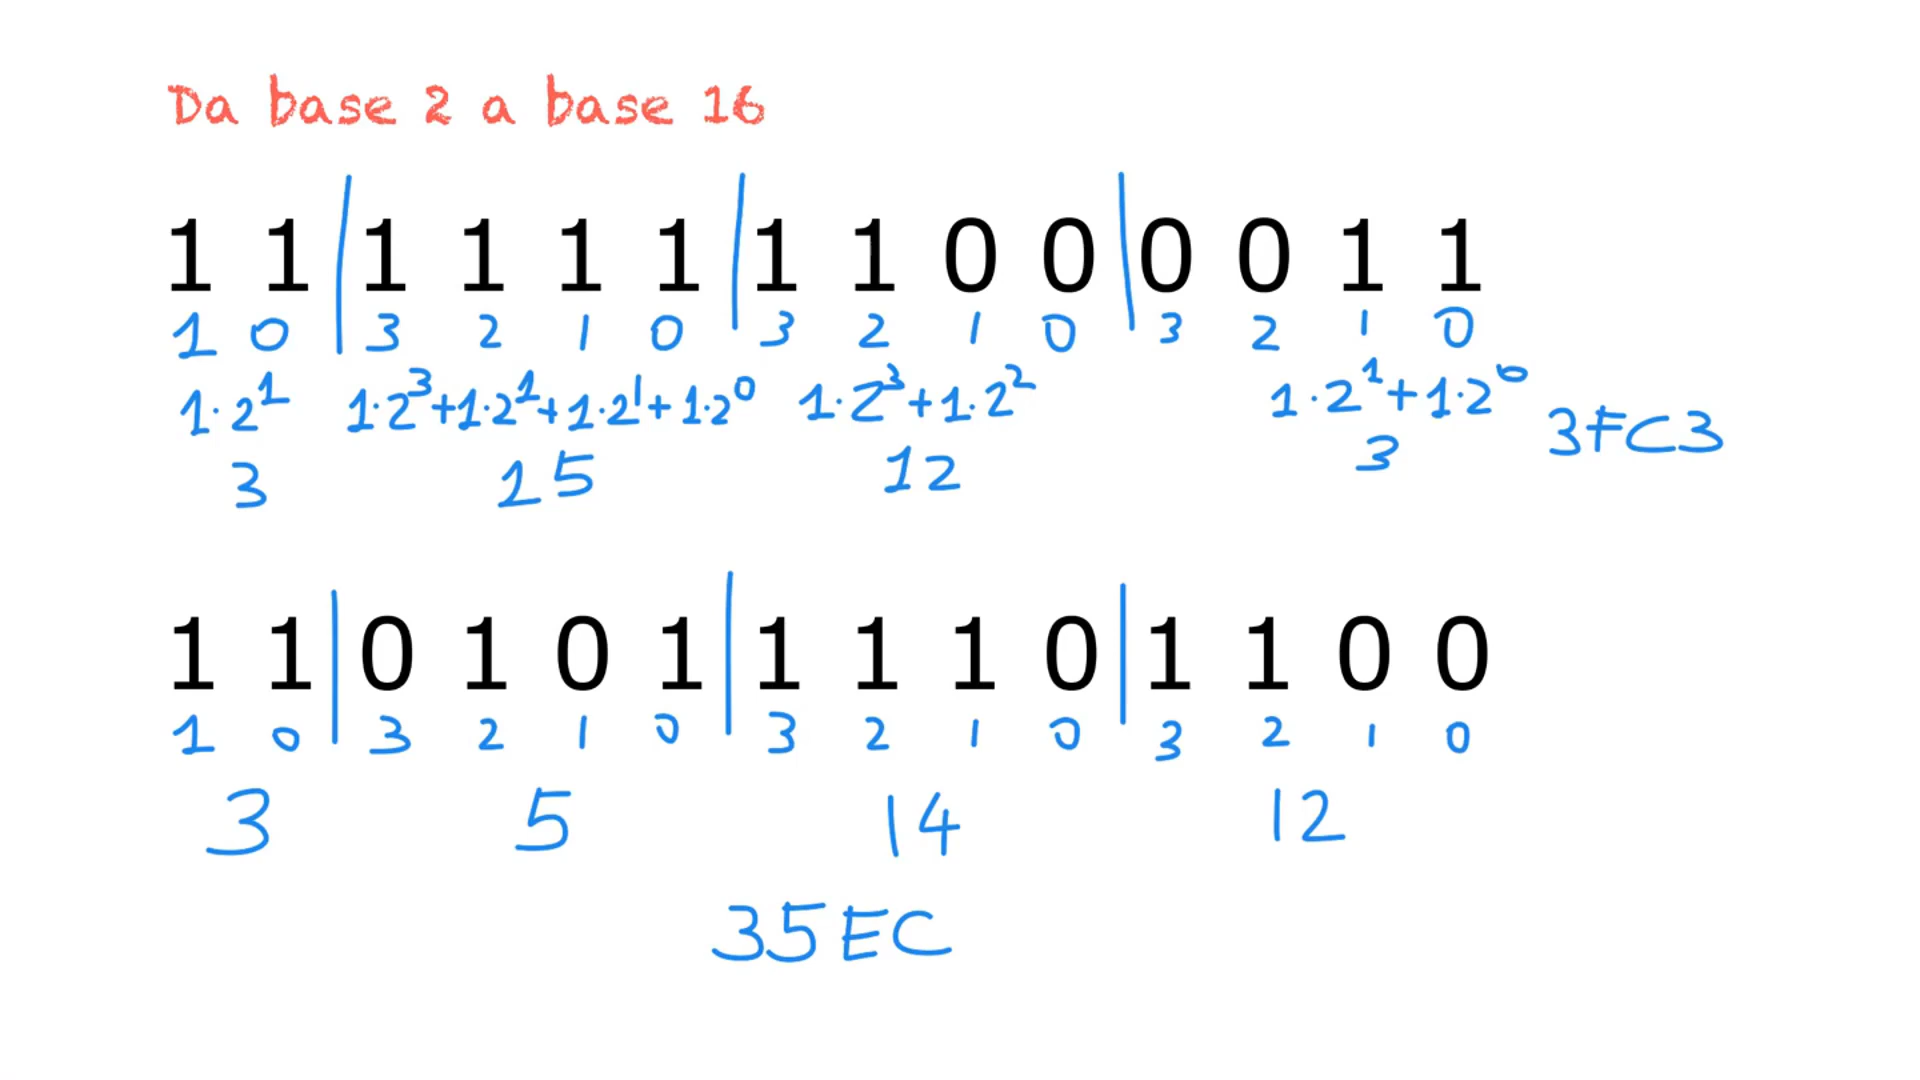 Da base 2 a base 16
1 1 | 1 1 1 1 | 1 1 0 0 | 0 0 1 1
1 0 3 2 1 0 3 2 1 0 3 2 1 0
1·2¹ 1·2³+1·2¹+1·2¹+1·2⁰ 1·2³+1·2² 1·2¹+1·2⁰
3 15 12 3 3FC3
1 1 | 0 1 0 1 | 1 1 1 0 | 1 1 0 0
1 0 3 2 1 0 3 2 1 0 3 2 1 0
3 5 14 12
35EC